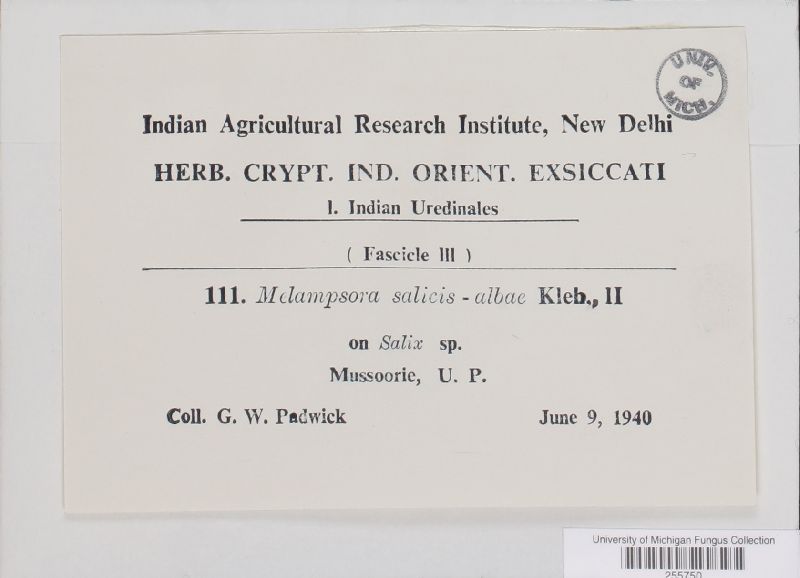 UNIV.
OF
MICH.
Indian Agricultural Research Institute, New Delhi
HERB. CRYPT. IND. ORIENT. EXSICCATI
I. Indian Uredinales
( Fascicle III )
111. Melampsora salicis - albae Kleb., II
on Salix sp.
Mussoorie, U. P.
Coll. G. W. Padwick June 9, 1940
University of Michigan Fungus Collection
255750